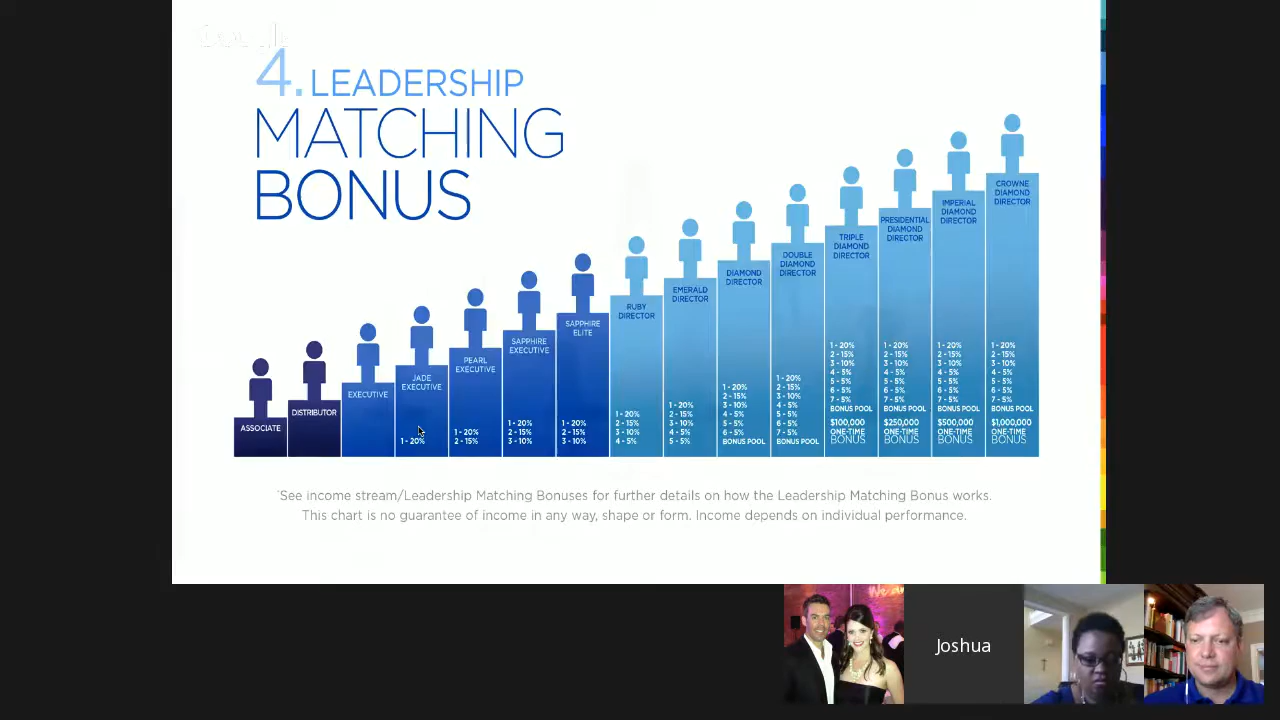 4. LEADERSHIP
MATCHING
BONUS
ASSOCIATE
DISTRIBUTOR
EXECUTIVE
JADE
EXECUTIVE
1 - 20%
PEARL
EXECUTIVE
1 - 20%
2 - 15%
SAPPHIRE
EXECUTIVE
1 - 20%
2 - 15%
3 - 10%
SAPPHIRE
ELITE
1 - 20%
2 - 15%
3 - 10%
RUBY
DIRECTOR
1 - 20%
2 - 15%
3 - 10%
4 - 5%
EMERALD
DIRECTOR
1 - 20%
2 - 15%
3 - 10%
4 - 5%
5 - 5%
DIAMOND
DIRECTOR
1 - 20%
2 - 15%
3 - 10%
4 - 5%
5 - 5%
6 - 5%
BONUS POOL
DOUBLE
DIAMOND
DIRECTOR
1 - 20%
2 - 15%
3 - 10%
4 - 5%
5 - 5%
6 - 5%
7 - 5%
BONUS POOL
TRIPLE
DIAMOND
DIRECTOR
1 - 20%
2 - 15%
3 - 10%
4 - 5%
5 - 5%
6 - 5%
7 - 5%
BONUS POOL
$100,000
ONE-TIME
BONUS
PRESIDENTIAL
DIAMOND
DIRECTOR
1 - 20%
2 - 15%
3 - 10%
4 - 5%
5 - 5%
6 - 5%
7 - 5%
BONUS POOL
$250,000
ONE-TIME
BONUS
IMPERIAL
DIAMOND
DIRECTOR
1 - 20%
2 - 15%
3 - 10%
4 - 5%
5 - 5%
6 - 5%
7 - 5%
BONUS POOL
$500,000
ONE-TIME
BONUS
CROWNE
DIAMOND
DIRECTOR
1 - 20%
2 - 15%
3 - 10%
4 - 5%
5 - 5%
6 - 5%
7 - 5%
BONUS POOL
$1,000,000
ONE-TIME
BONUS
*See income stream/Leadership Matching Bonuses for further details on how the Leadership Matching Bonus works.
This chart is no guarantee of income in any way, shape or form. Income depends on individual performance.
Joshua